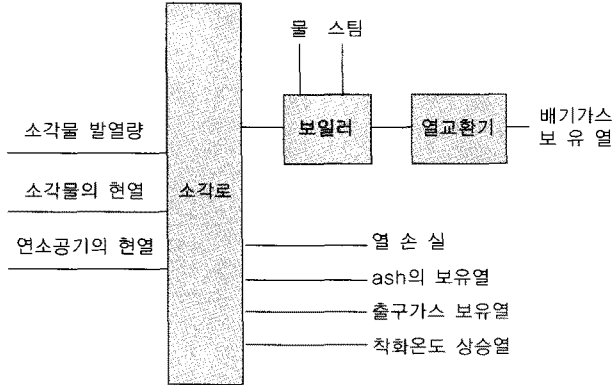 물 스팀
보일러
열교환기
배기가스
보 유 열
소각물 발열량
소각물의 현열
연소공기의 현열
소각로
열 손 실
ash의 보유열
출구가스 보유열
착화온도 상승열